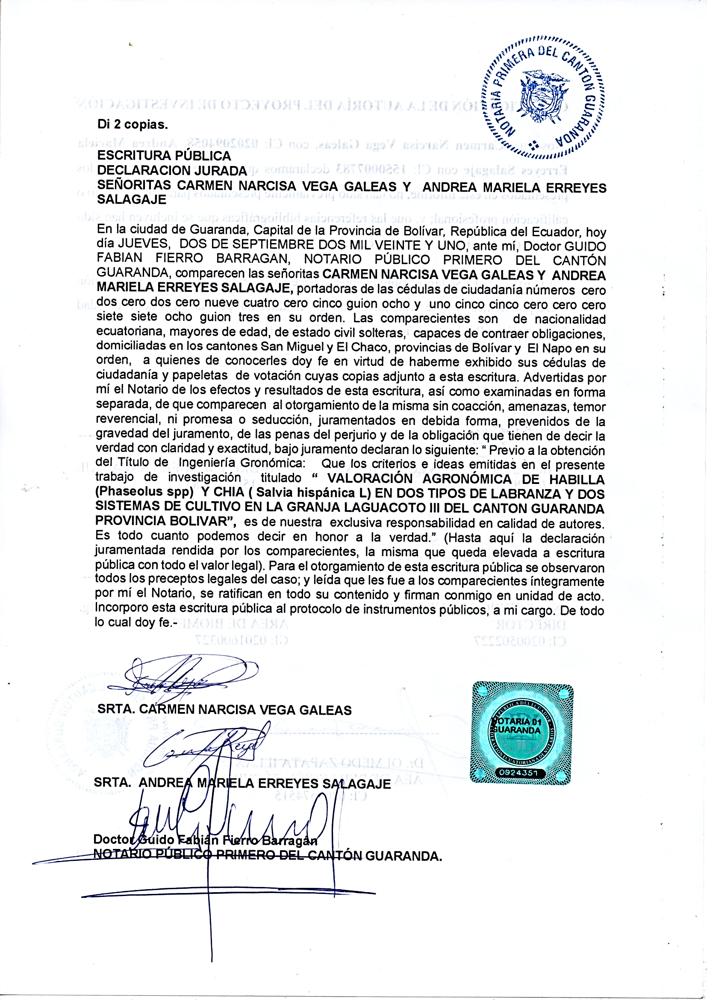 NOTARIA PRIMERA DEL CANTON GUARANDA
Di 2 copias.
ESCRITURA PÚBLICA
DECLARACION JURADA
SEÑORITAS CARMEN NARCISA VEGA GALEAS Y ANDREA MARIELA ERREYES
SALAGAJE
En la ciudad de Guaranda, Capital de la Provincia de Bolívar, República del Ecuador, hoy
día JUEVES, DOS DE SEPTIEMBRE DOS MIL VEINTE Y UNO, ante mí, Doctor GUIDO
FABIAN FIERRO BARRAGAN, NOTARIO PÚBLICO PRIMERO DEL CANTÓN
GUARANDA, comparecen las señoritas CARMEN NARCISA VEGA GALEAS Y ANDREA
MARIELA ERREYES SALAGAJE, portadoras de las cédulas de ciudadanía números cero
dos cero dos cero nueve cuatro cero cinco guion ocho y uno cinco cinco cero cero cero
siete siete ocho guion tres en su orden. Las comparecientes son de nacionalidad
ecuatoriana, mayores de edad, de estado civil solteras, capaces de contraer obligaciones,
domiciliadas en los cantones San Miguel y El Chaco, provincias de Bolívar y El Napo en su
orden, a quienes de conocerles doy fe en virtud de haberme exhibido sus cédulas de
ciudadanía y papeletas de votación cuyas copias adjunto a esta escritura. Advertidas por
mí el Notario de los efectos y resultados de esta escritura, así como examinadas en forma
separada, de que comparecen al otorgamiento de la misma sin coacción, amenazas, temor
reverencial, ni promesa o seducción, juramentados en debida forma, prevenidos de la
gravedad del juramento, de las penas del perjurio y de la obligación que tienen de decir la
verdad con claridad y exactitud, bajo juramento declaran lo siguiente: “ Previo a la obtención
del Título de Ingeniería Gronómica: Que los criterios e ideas emitidas en el presente
trabajo de investigación titulado “ VALORACIÓN AGRONÓMICA DE HABILLA
(Phaseolus spp) Y CHIA ( Salvia hispánica L) EN DOS TIPOS DE LABRANZA Y DOS
SISTEMAS DE CULTIVO EN LA GRANJA LAGUACOTO III DEL CANTON GUARANDA
PROVINCIA BOLIVAR”, es de nuestra exclusiva responsabilidad en calidad de autores.
Es todo cuanto podemos decir en honor a la verdad.” (Hasta aquí la declaración
juramentada rendida por los comparecientes, la misma que queda elevada a escritura
pública con todo el valor legal). Para el otorgamiento de esta escritura pública se observaron
todos los preceptos legales del caso; y leída que les fue a los comparecientes íntegramente
por mí el Notario, se ratifican en todo su contenido y firman conmigo en unidad de acto.
Incorporo esta escritura pública al protocolo de instrumentos públicos, a mi cargo. De todo
lo cual doy fe.-
SRTA. CARMEN NARCISA VEGA GALEAS
REPUBLICA DEL ECUADOR
OTARIA 01
GUARANDA
FEDERACION ECUATORIANA DE NOTARIOS
0924351
SRTA. ANDREA MARIELA ERREYES SALAGAJE
Doctor Guido Fabián Fierro Barragán
NOTARIO PÚBLICO PRIMERO DEL CANTÓN GUARANDA.